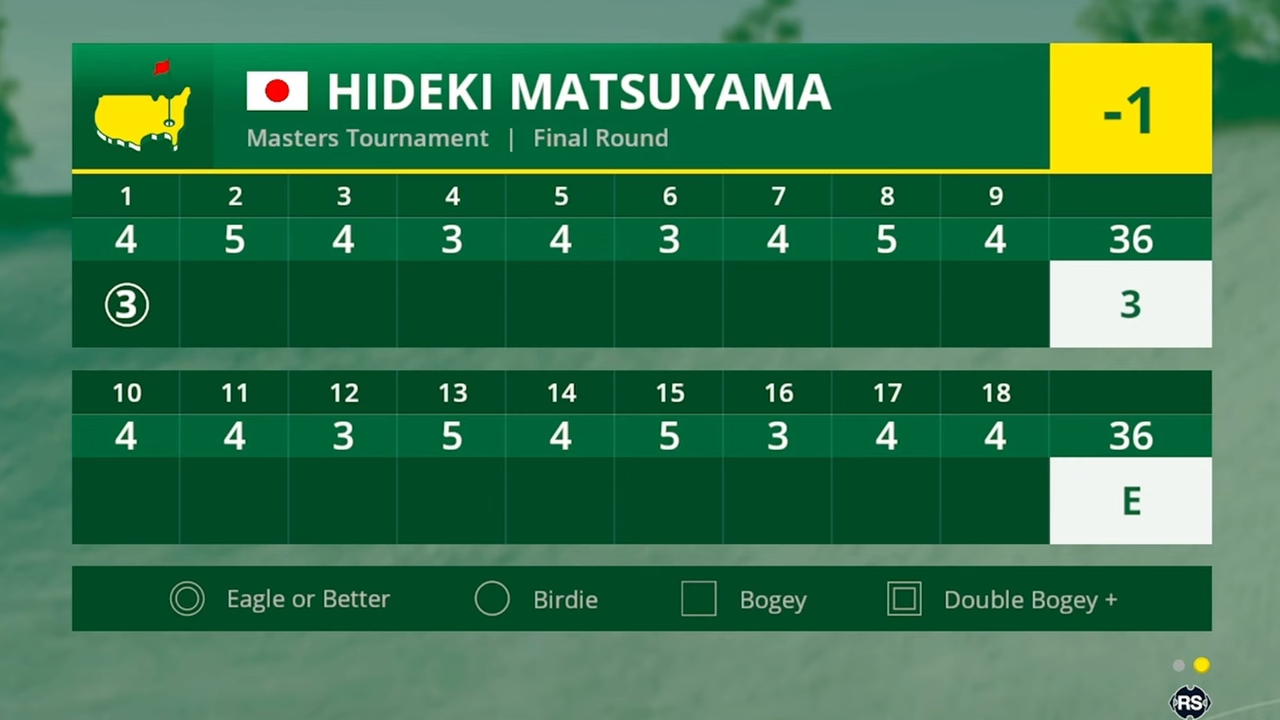 HIDEKI MATSUYAMA
-1
Masters Tournament | Final Round
1 2 3 4 5 6 7 8 9
4 5 4 3 4 3 4 5 4 36
3 3
10 11 12 13 14 15 16 17 18
4 4 3 5 4 5 3 4 4 36
E
Eagle or Better Birdie Bogey Double Bogey +
RS